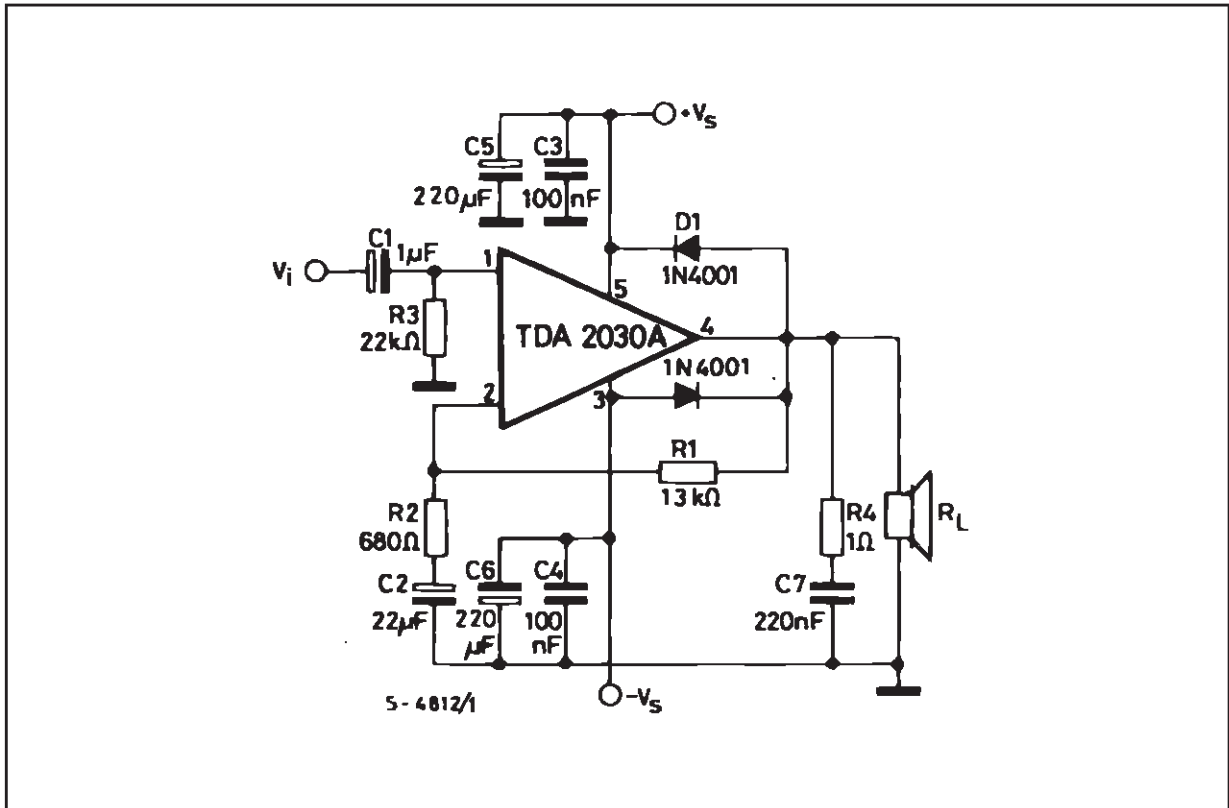 +Vs
C5
C3
220µF
100nF
D1
1N4001
C1
1µF
Vi
1
5
R3
22kΩ
TDA 2030A
4
1N4001
2
3
R1
13kΩ
R2
680Ω
R4
1Ω
RL
C2
22µF
C6
220
µF
C4
100
nF
C7
220nF
S-4812/1
-Vs